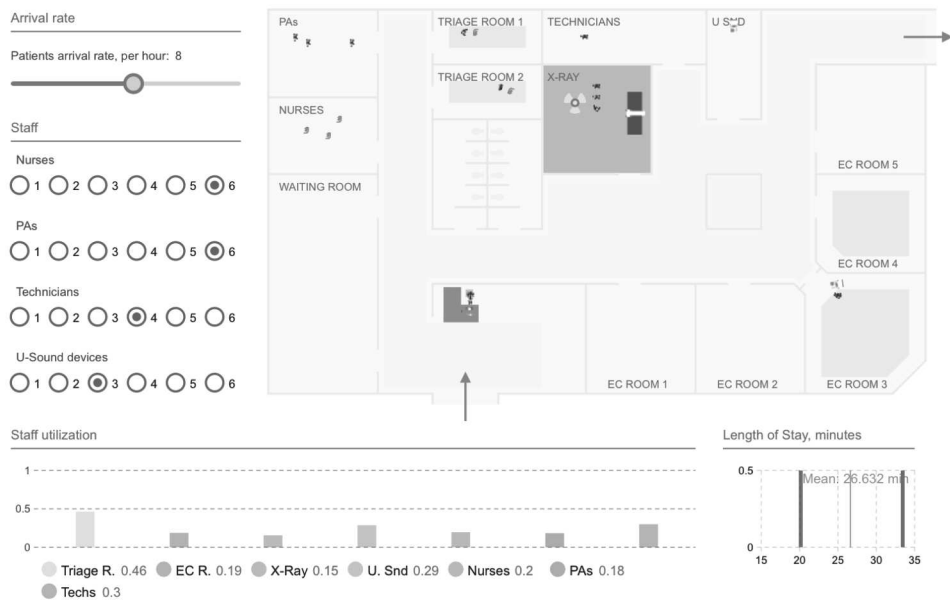 Arrival rate
Patients arrival rate, per hour: 8
Staff
Nurses
1 2 3 4 5 6
PAs
1 2 3 4 5 6
Technicians
1 2 3 4 5 6
U-Sound devices
1 2 3 4 5 6
PAs
TRIAGE ROOM 1
TECHNICIANS
TRIAGE ROOM 2
X-RAY
NURSES
WAITING ROOM
EC ROOM 5
EC ROOM 4
EC ROOM 1
EC ROOM 2
EC ROOM 3
Staff utilization
1
0.5
0
Triage R. 0.46
EC R. 0.19
X-Ray 0.15
U. Snd 0.29
Nurses 0.2
PAs 0.18
Techs 0.3
Length of Stay, minutes
0.5
Mean: 26.632 min
0
15 20 25 30 35